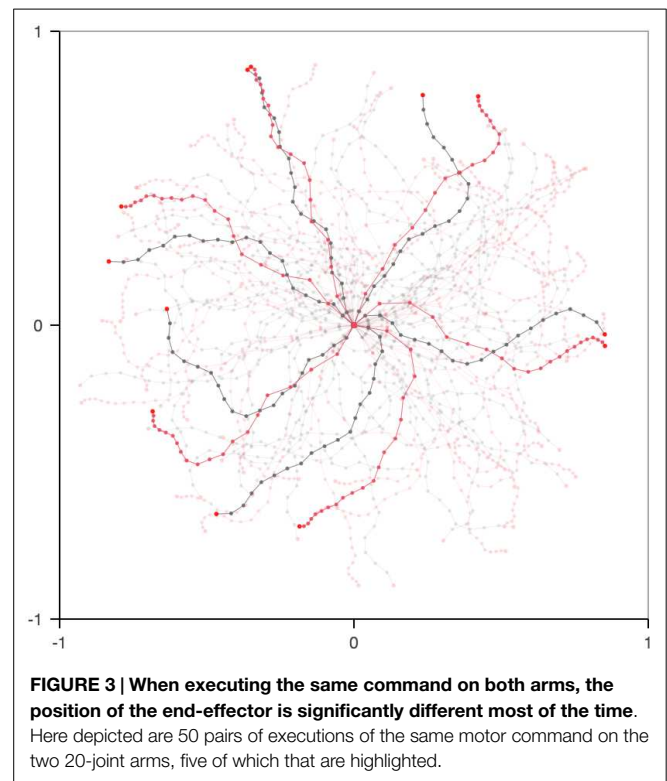 1
0
-1
-1
0
1
FIGURE 3 | When executing the same command on both arms, the
position of the end-effector is significantly different most of the time.
Here depicted are 50 pairs of executions of the same motor command on the
two 20-joint arms, five of which that are highlighted.